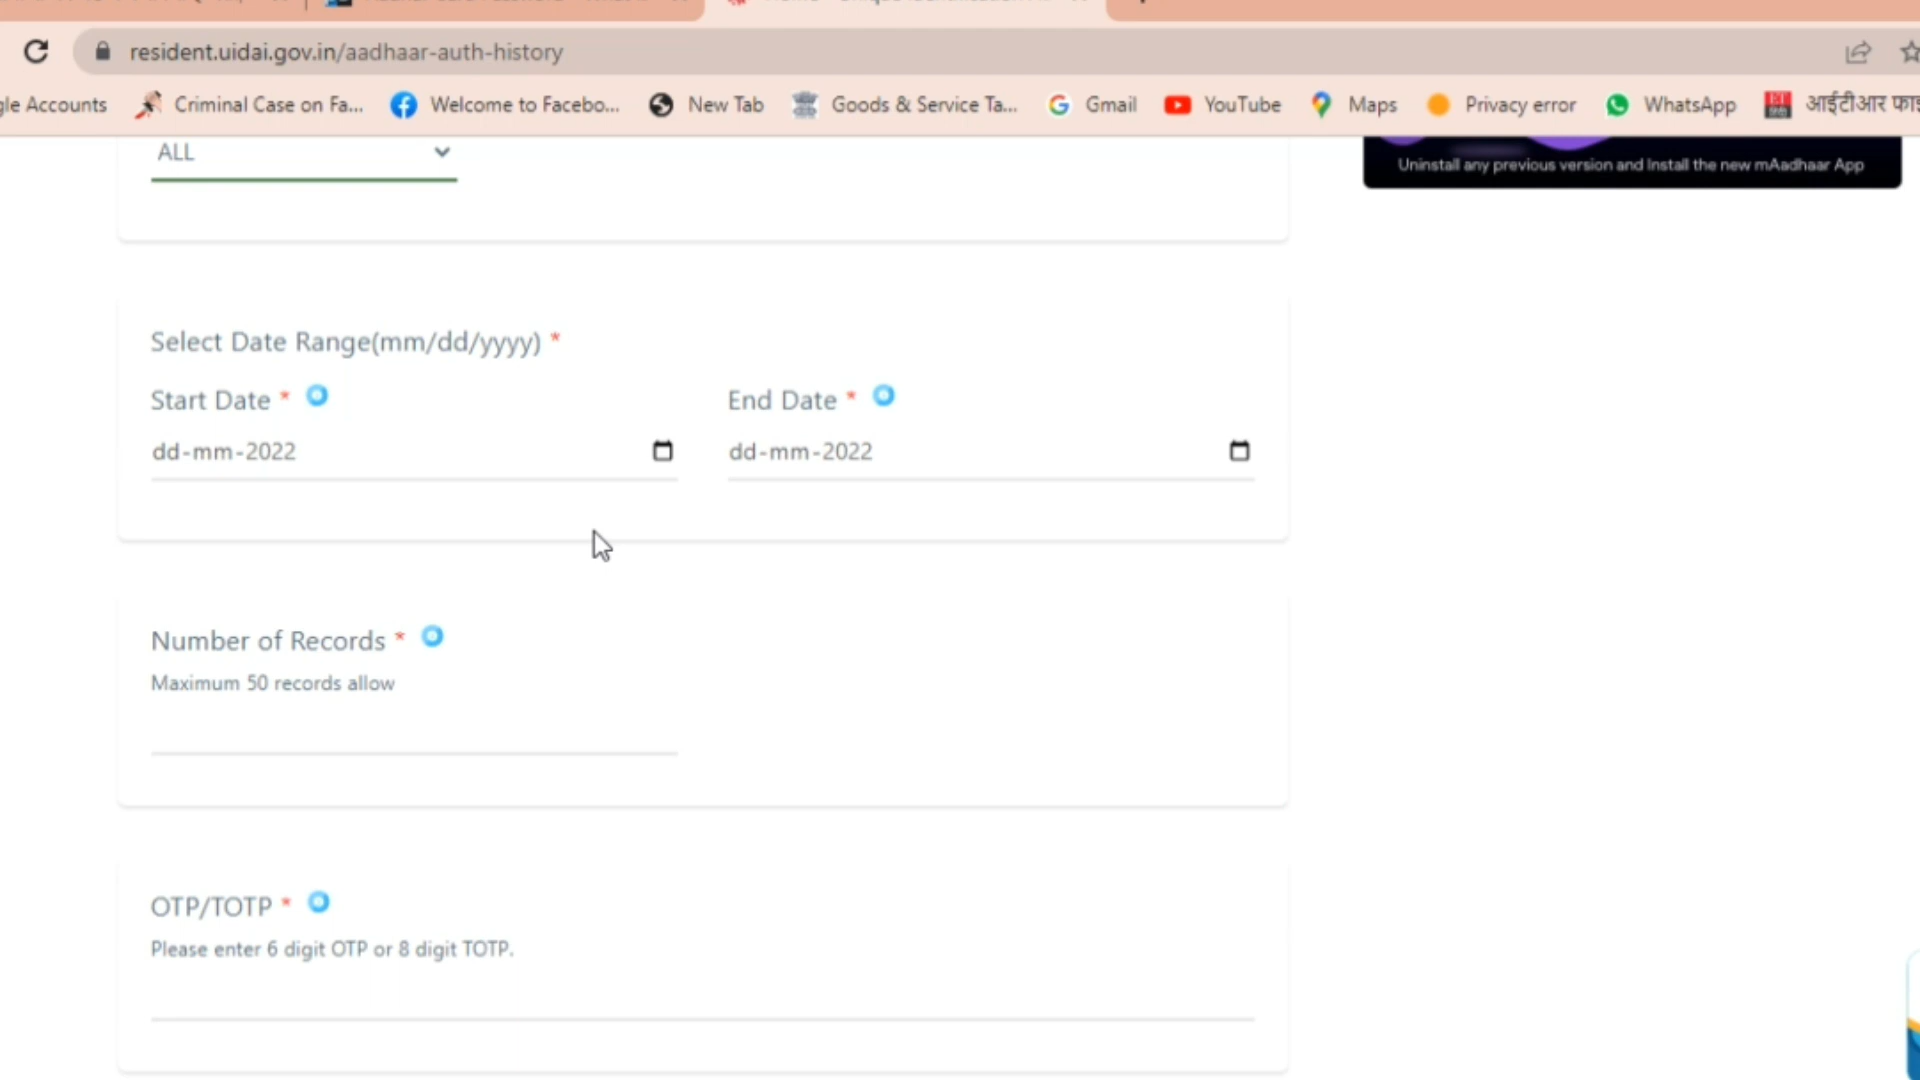 resident.uidai.gov.in/aadhaar-auth-history
gle Accounts Criminal Case on Fa... Welcome to Facebo... New Tab Goods & Service Ta... Gmail YouTube Maps Privacy error WhatsApp आईटीआर
ALL
Uninstall any previous version and Install the new mAadhaar App
Select Date Range(mm/dd/yyyy) *
Start Date * End Date *
dd-mm-2022 dd-mm-2022
Number of Records *
Maximum 50 records allow
OTP/TOTP *
Please enter 6 digit OTP or 8 digit TOTP.